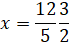 x = 12/5 3/2